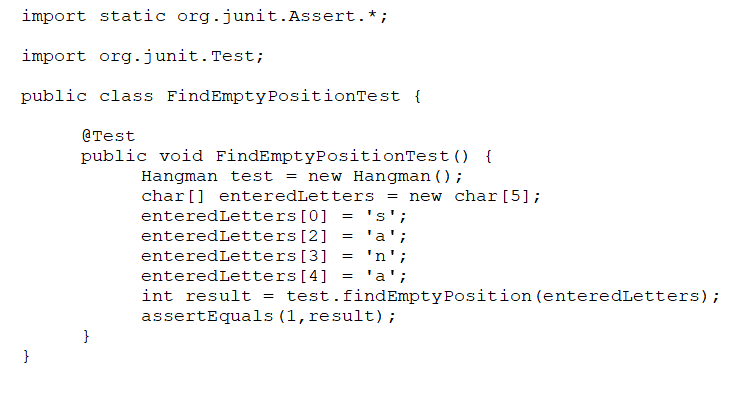 import static org.junit.Assert.*;
import org.junit.Test;
public class FindEmptyPositionTest {
@Test
public void FindEmptyPositionTest() {
Hangman test = new Hangman();
char[] enteredLetters = new char[5];
enteredLetters[0] = 's';
enteredLetters[2] = 'a';
enteredLetters[3] = 'n';
enteredLetters[4] = 'a';
int result = test.findEmptyPosition(enteredLetters);
assertEquals(1,result);
}
}